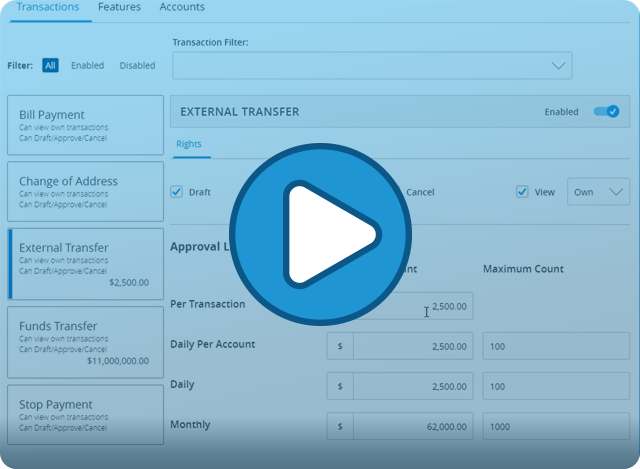 Transactions Features Accounts
Transaction Filter:
Filter: All Enabled Disabled
Bill Payment
Can view own transactions
Can Draft/Approve/Cancel
EXTERNAL TRANSFER Enabled
Rights
Change of Address
Can view own transactions
Can Draft/Approve/Cancel
Draft Cancel View Own
External Transfer
Can view own transactions
Can Draft/Approve/Cancel
$2,500.00
Approval L
nt Maximum Count
Per Transaction 2,500.00
Funds Transfer
Can view own transactions
Can Draft/Approve/Cancel
$11,000,000.00
Daily Per Account $ 2,500.00 100
Daily $ 2,500.00 100
Stop Payment
Can view own transactions
Can Draft/Approve/Cancel
Monthly $ 62,000.00 1000